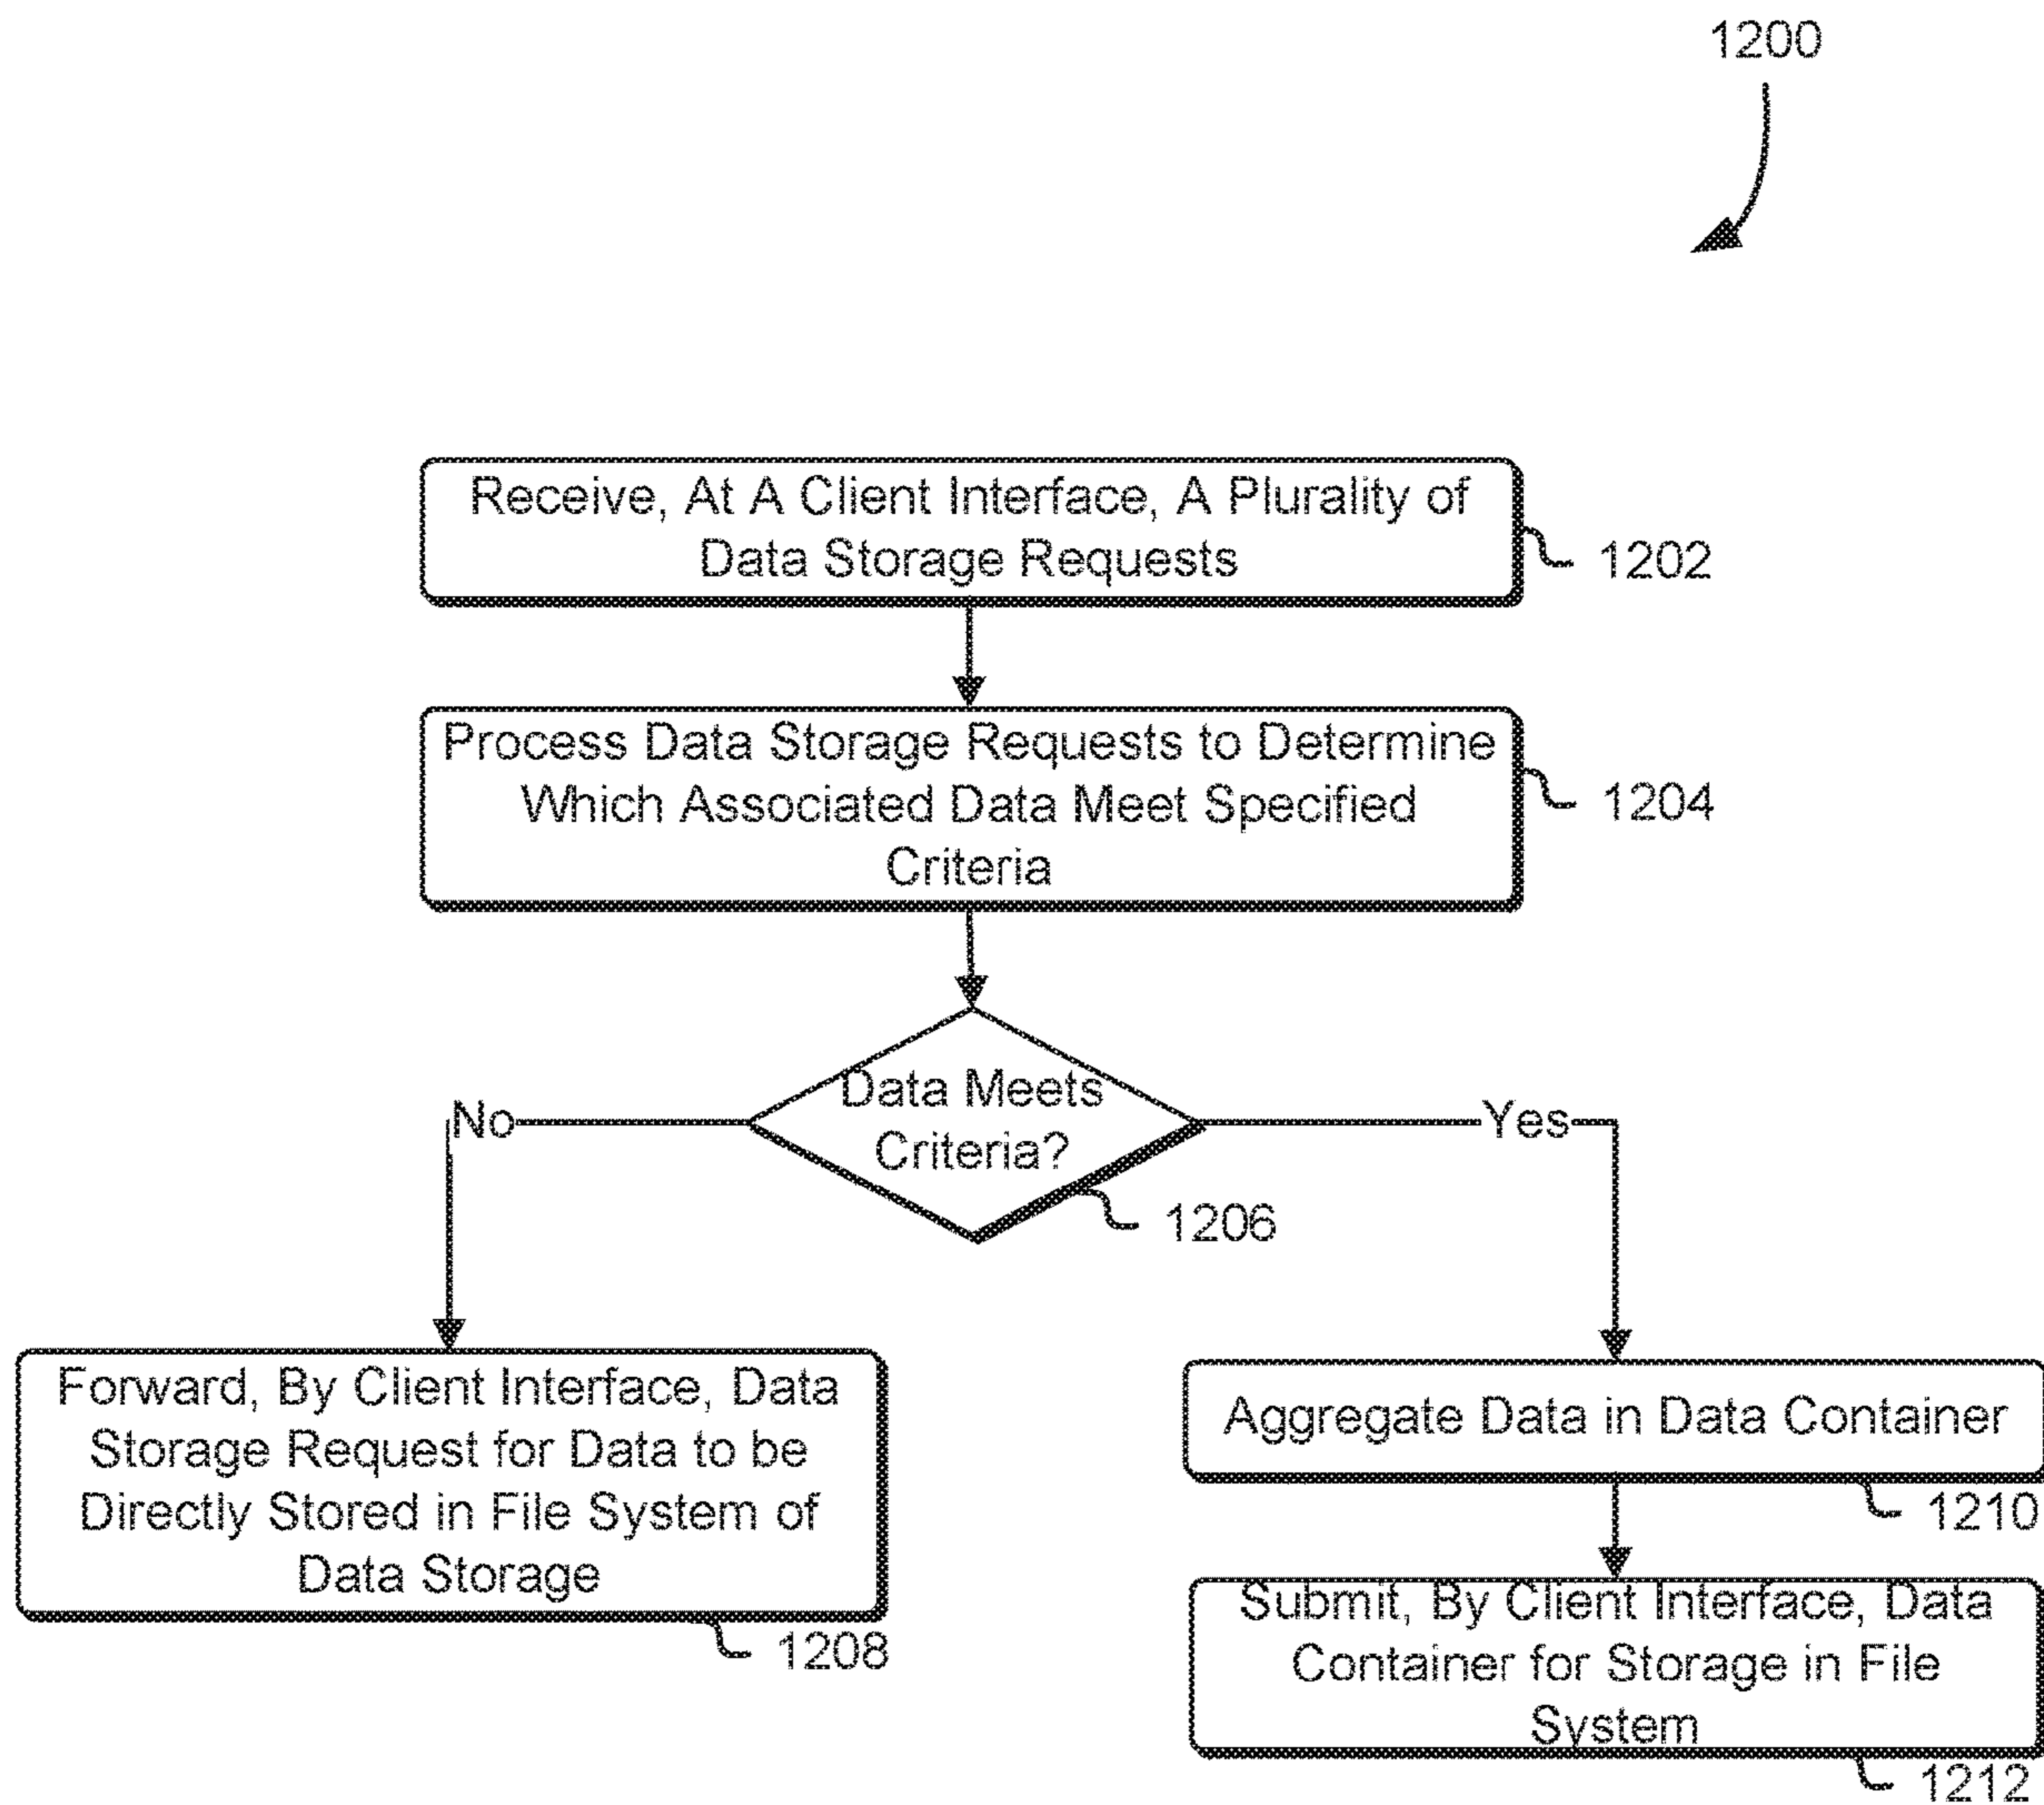 1200
Receive, At A Client Interface, A Plurality of
Data Storage Requests
1202
Process Data Storage Requests to Determine
Which Associated Data Meet Specified
Criteria
1204
Data Meets
Criteria?
1206
No
Yes
Forward, By Client Interface, Data
Storage Request for Data to be
Directly Stored in File System of
Data Storage
1208
Aggregate Data in Data Container
1210
Submit, By Client Interface, Data
Container for Storage in File
System
1212